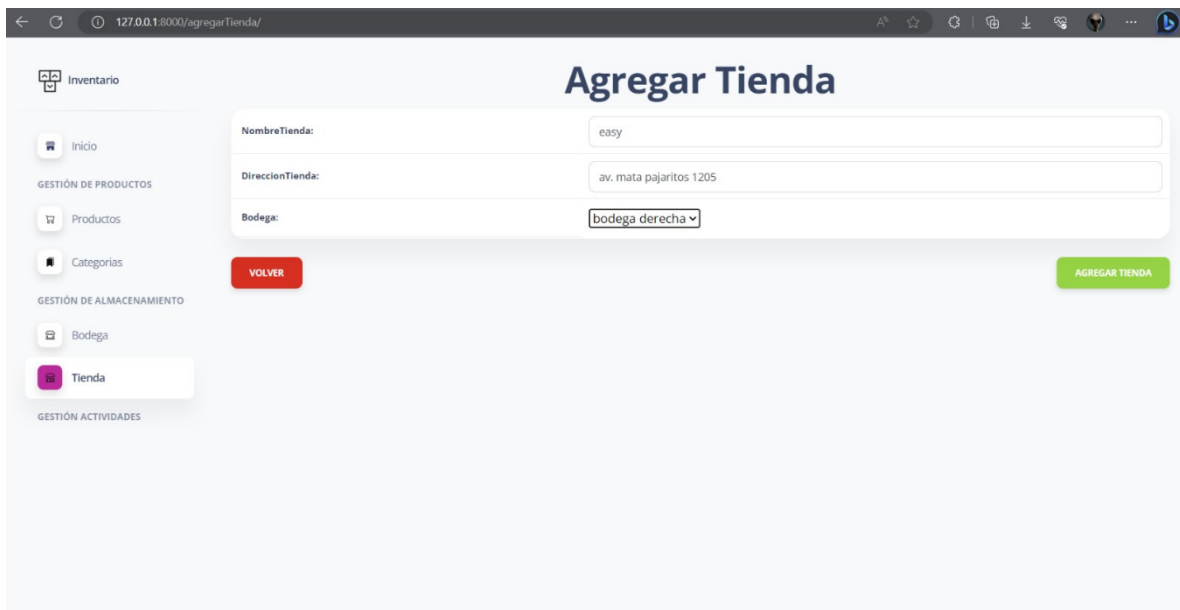 127.0.0.1:8000/agregarTienda/
Inventario
Agregar Tienda
NombreTienda:
easy
Inicio
DireccionTienda:
av. mata pajaritos 1205
GESTIÓN DE PRODUCTOS
Productos
Bodega:
bodega derecha
Categorias
VOLVER
AGREGAR TIENDA
GESTIÓN DE ALMACENAMIENTO
Bodega
Tienda
GESTIÓN ACTIVIDADES